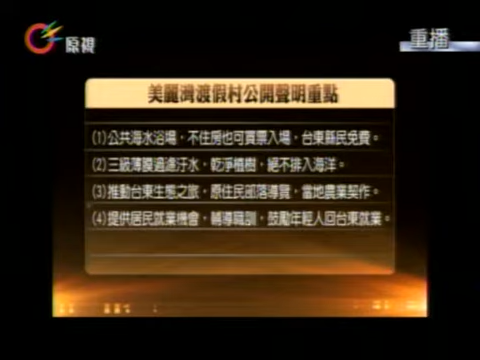 原視
重播
美麗灣渡假村公開聲明重點
(1)公共海水浴場，不住房也可買票入場，台東縣民免費。
(2)三級薄膜過濾汙水，乾淨植樹，絕不排入海洋。
(3)推動台東生態之旅，原住民部落導覽，當地農業契作。
(4)提供居民就業機會，輔導職訓，鼓勵年輕人回台東就業。